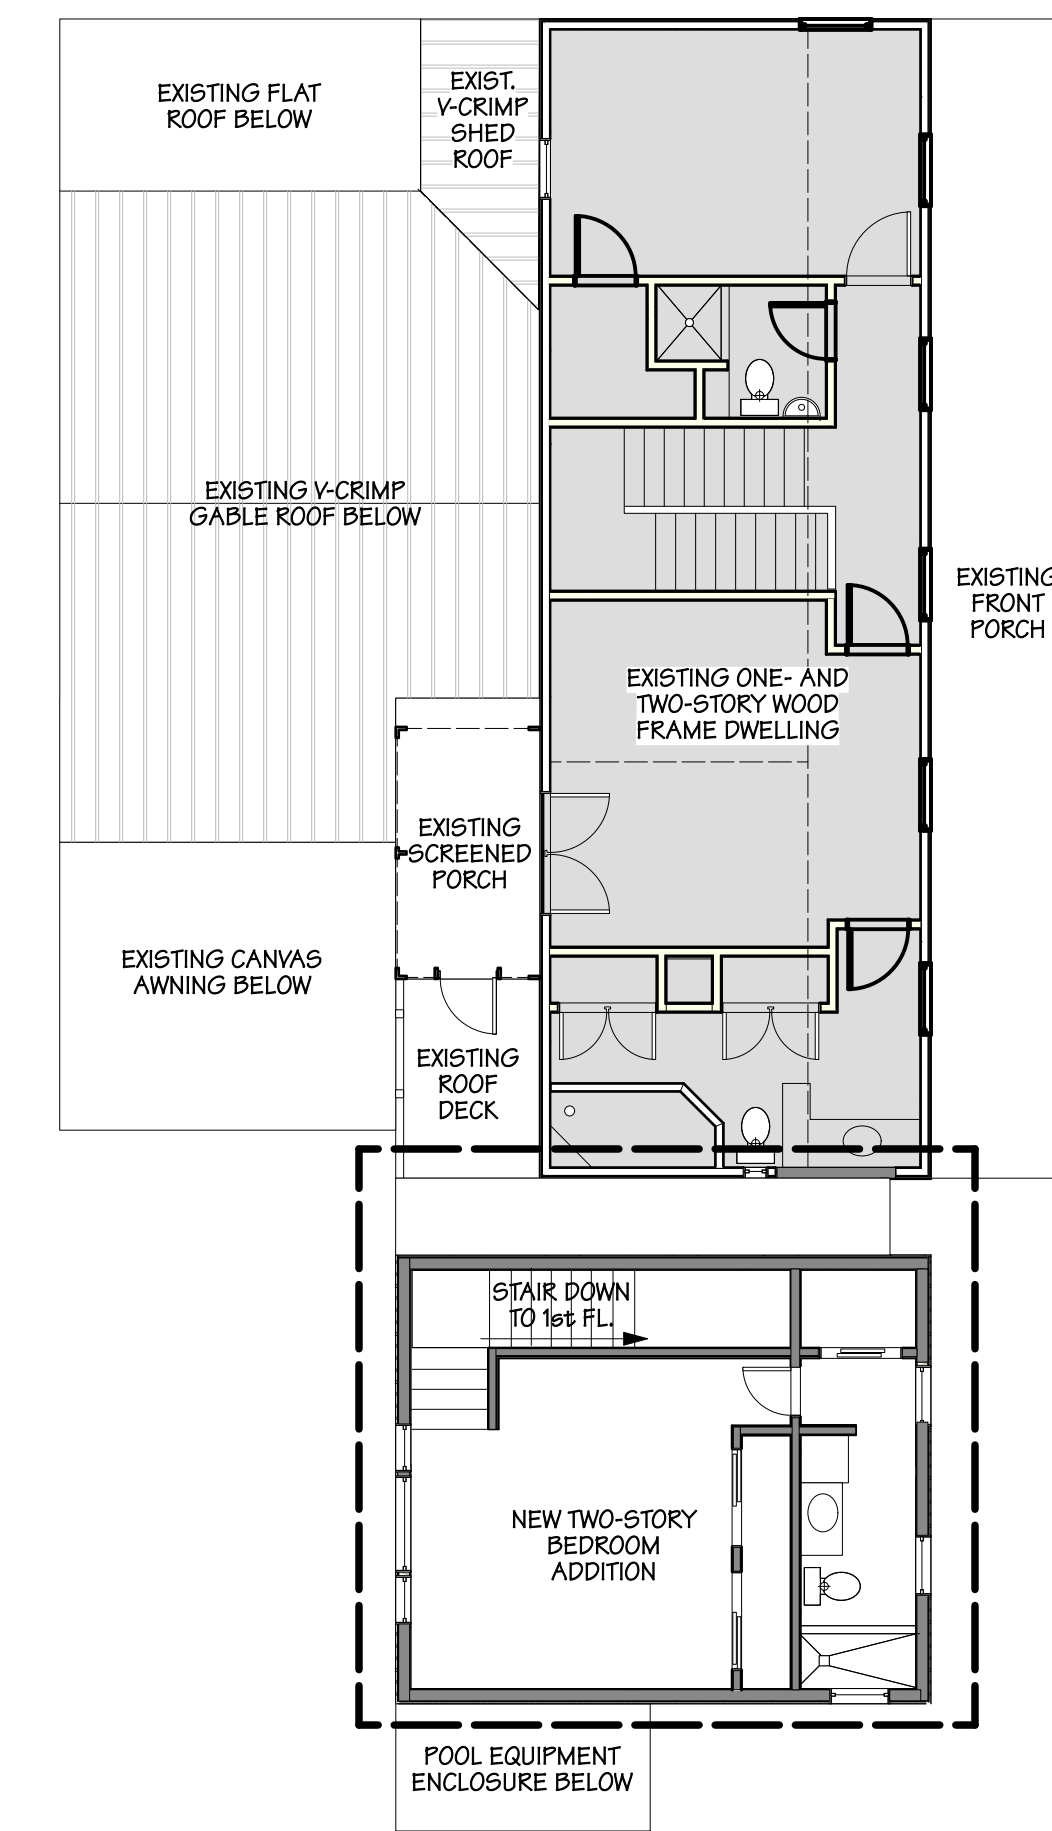 EXISTING FLAT
ROOF BELOW
EXIST.
V-CRIMP
SHED
ROOF
EXISTING V-CRIMP
GABLE ROOF BELOW
EXISTING
FRONT
PORCH
EXISTING ONE- AND
TWO-STORY WOOD
FRAME DWELLING
EXISTING
SCREENED
PORCH
EXISTING CANVAS
AWNING BELOW
EXISTING
ROOF
DECK
STAIR DOWN
TO 1st FL.
NEW TWO-STORY
BEDROOM
ADDITION
POOL EQUIPMENT
ENCLOSURE BELOW